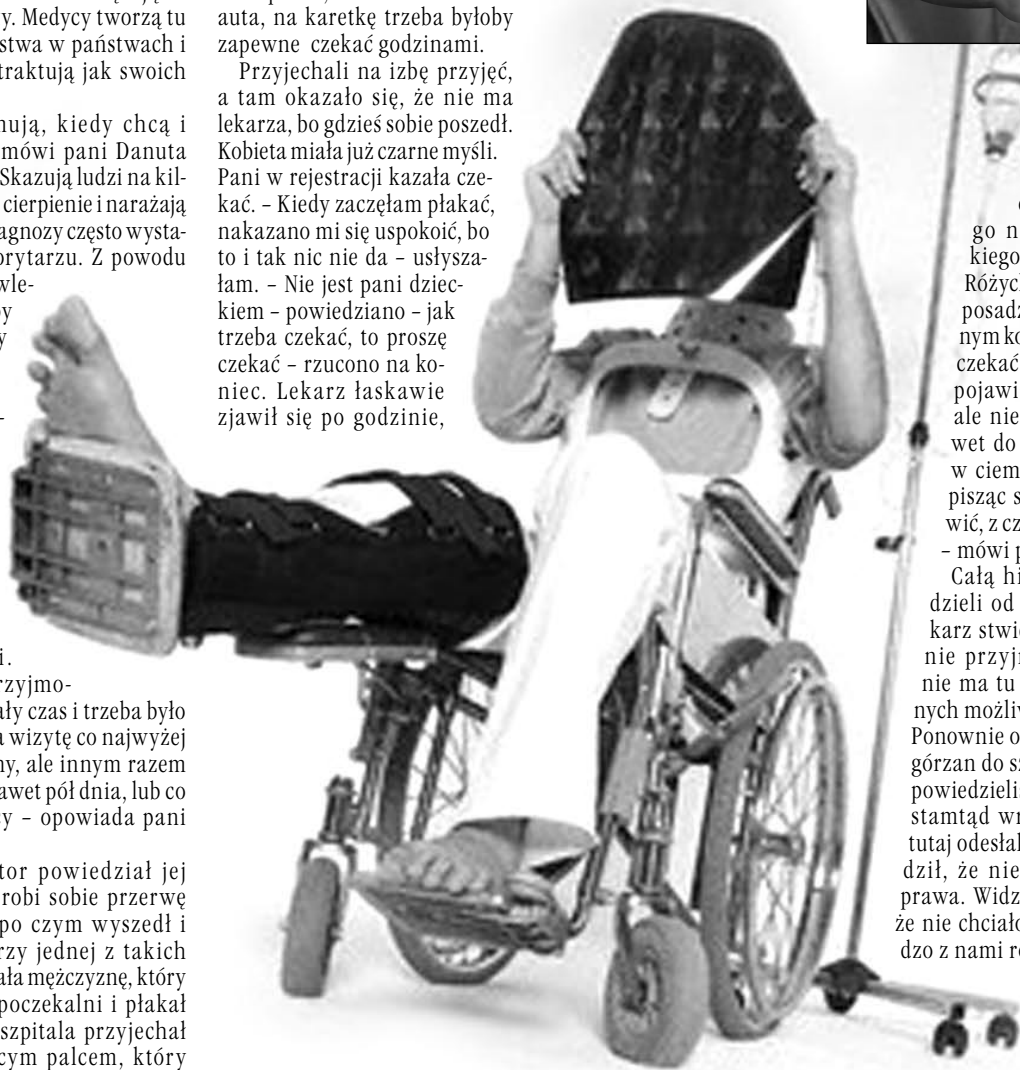 y. Medycy tworzą tu
stwa w państwach i
traktują jak swoich
nują, kiedy chcą i
mówi pani Danuta
Skazują ludzi na kil-
cierpienie i narażają
agnozy często wysta-
orytarzu. Z powodu
wle-
by
y
-
i.
rzyjmo-
ały czas i trzeba było
a wizytę co najwyżej
ny, ale innym razem
awet pół dnia, lub co
y – opowiada pani
tor powiedział jej
robi sobie przerwę
po czym wyszedł i
rzy jednej z takich
ała mężczyznę, który
poczekalni i płakał
szpitala przyjechał
cym palcem, który
auta, na karetkę trzeba byłoby
zapewne czekać godzinami.
Przyjechali na izbę przyjęć,
a tam okazało się, że nie ma
lekarza, bo gdzieś sobie poszedł.
Kobieta miała już czarne myśli.
Pani w rejestracji kazała cze-
kać. – Kiedy zaczęłam płakać,
nakazano mi się uspokoić, bo
to i tak nic nie da – usłysza-
łam. – Nie jest pani dziec-
kiem – powiedziano – jak
trzeba czekać, to proszę
czekać – rzucono na ko-
niec. Lekarz łaskawie
zjawił się po godzinie,
go n
kiego
Różyck
posadz
nym ko
czekać
pojawi
ale nie
wet do
w ciem
pisząc s
wić, z cz
– mówi p
Całą hi
dzieli od
karz stwie
nie przyjm
nie ma tu
nych możliw
Ponownie o
górzan do sz
powiedzieli
stamtąd wr
tutaj odesłal
dził, że nie
prawa. Widz
że nie chciało
dzo z nami ro